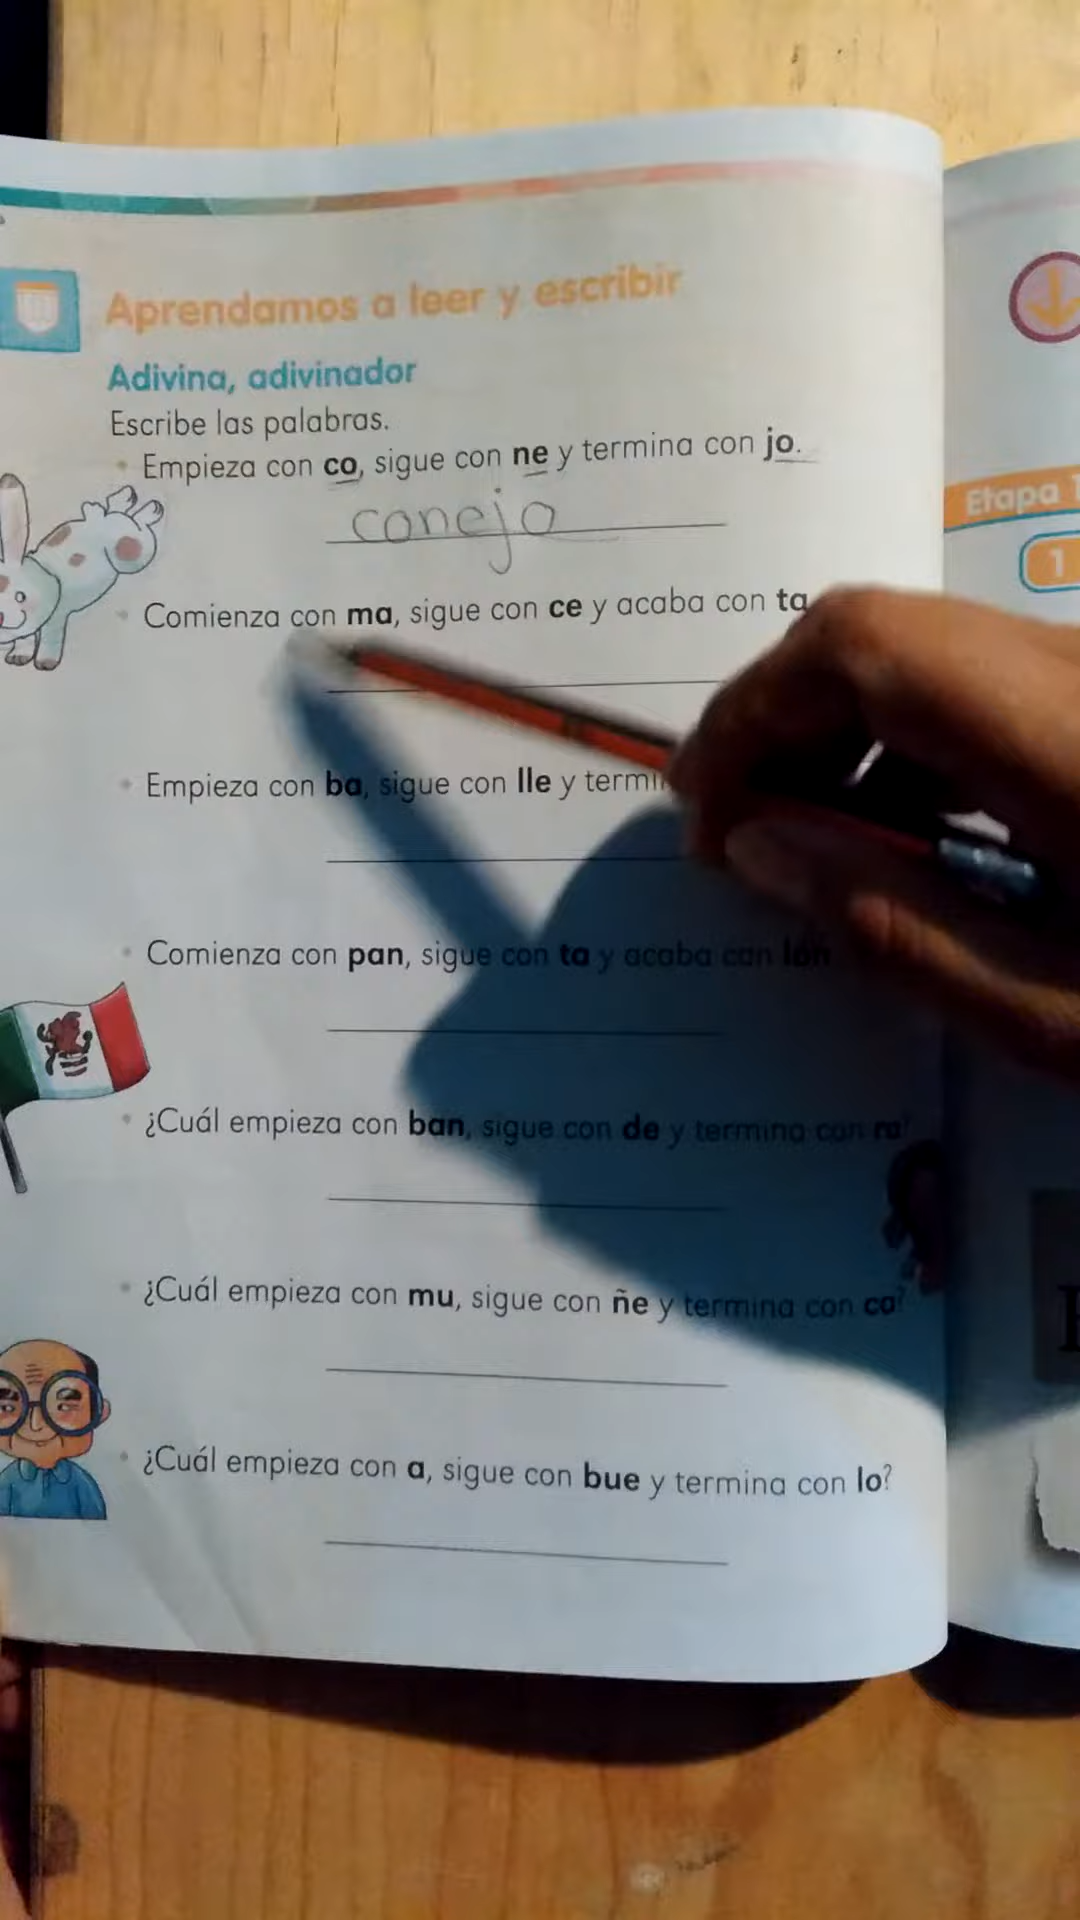 Aprendamos a leer y escribir
Adivina, adivinador
Escribe las palabras.
Empieza con co, sigue con ne y termina con jo.
conejo
Comienza con ma, sigue con ce y acaba con ta
Empieza con ba, sigue con lle y
Comienza con pan, sigue con ta y acaba con lón
¿Cuál empieza con ban, sigue con de y termina con ra?
¿Cuál empieza con mu, sigue con ñe y termina con ca?
¿Cuál empieza con a, sigue con bue y termina con lo?
Etapa 1
1